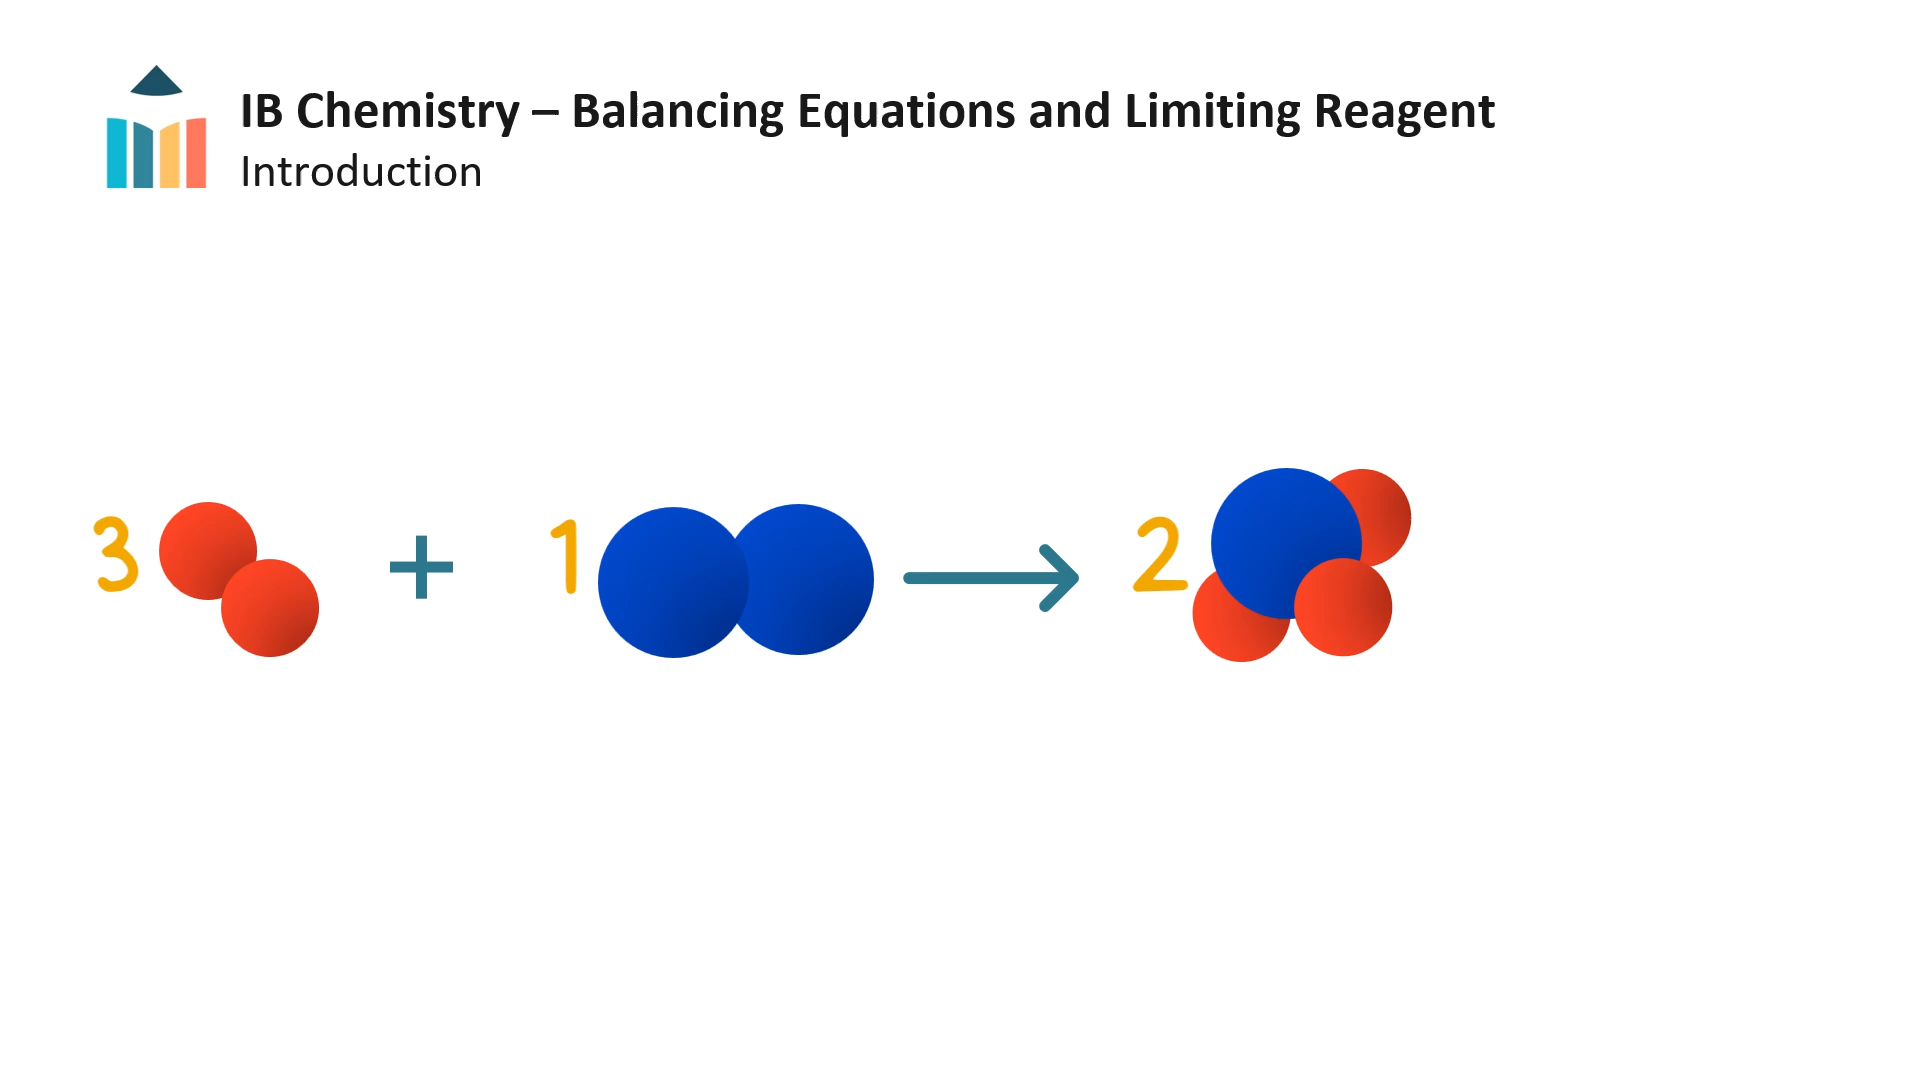 IB Chemistry – Balancing Equations and Limiting Reagent
Introduction
3 + 1 → 2